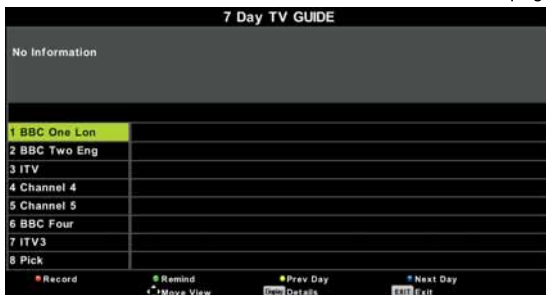 7 Day TV GUIDE
No Information
1 BBC One Lon
2 BBC Two Eng
3 ITV
4 Channel 4
5 Channel 5
6 BBC Four
7 ITV3
8 Pick
Record Remind Prev Day Next Day
Move View Display Details EXIT Exit